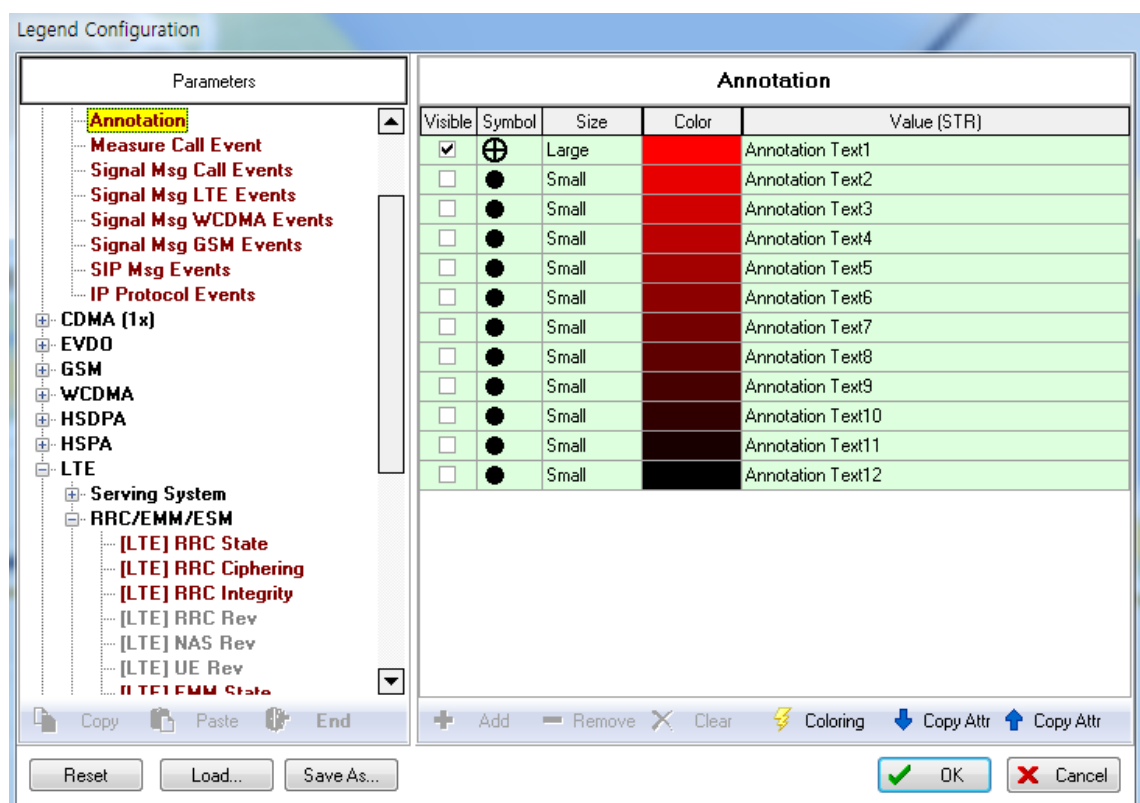 Legend Configuration
Parameters
Annotation
Measure Call Event
Signal Msg Call Events
Signal Msg LTE Events
Signal Msg WCDMA Events
Signal Msg GSM Events
SIP Msg Events
IP Protocol Events
CDMA (1x)
EVDO
GSM
WCDMA
HSDPA
HSPA
LTE
Serving System
RRC/EMM/ESM
[LTE] RRC State
[LTE] RRC Ciphering
[LTE] RRC Integrity
[LTE] RRC Rev
[LTE] NAS Rev
[LTE] UE Rev
[LTE] EMM State
Copy Paste End
Annotation
Visible Symbol Size Color Value (STR)
Large Annotation Text1
Small Annotation Text2
Small Annotation Text3
Small Annotation Text4
Small Annotation Text5
Small Annotation Text6
Small Annotation Text7
Small Annotation Text8
Small Annotation Text9
Small Annotation Text10
Small Annotation Text11
Small Annotation Text12
Add Remove Clear Coloring Copy Attr Copy Attr
Reset Load... Save As... OK Cancel